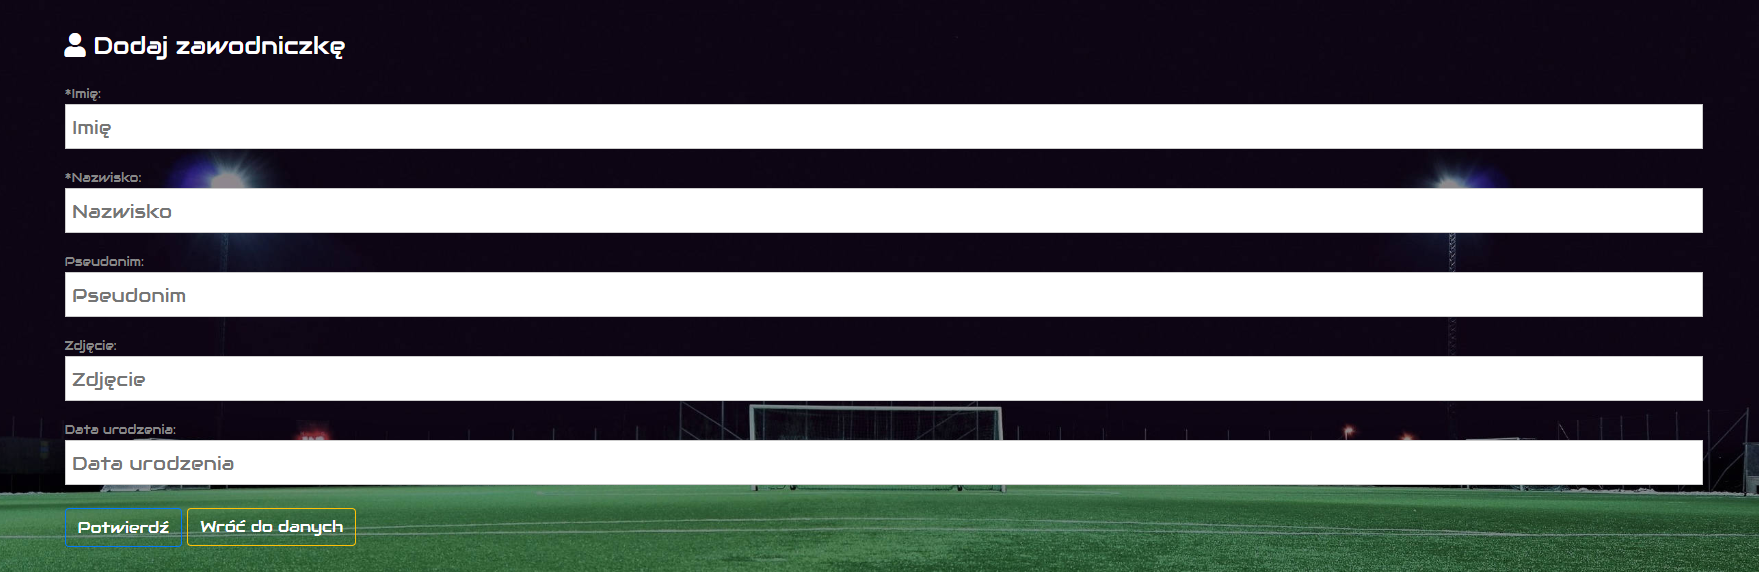 Dodaj zawodniczkę
*Imię:
Imię
*Nazwisko:
Nazwisko
Pseudonim:
Pseudonim
Zdjęcie:
Zdjęcie
Data urodzenia:
Data urodzenia
Potwierdź Wróć do danych